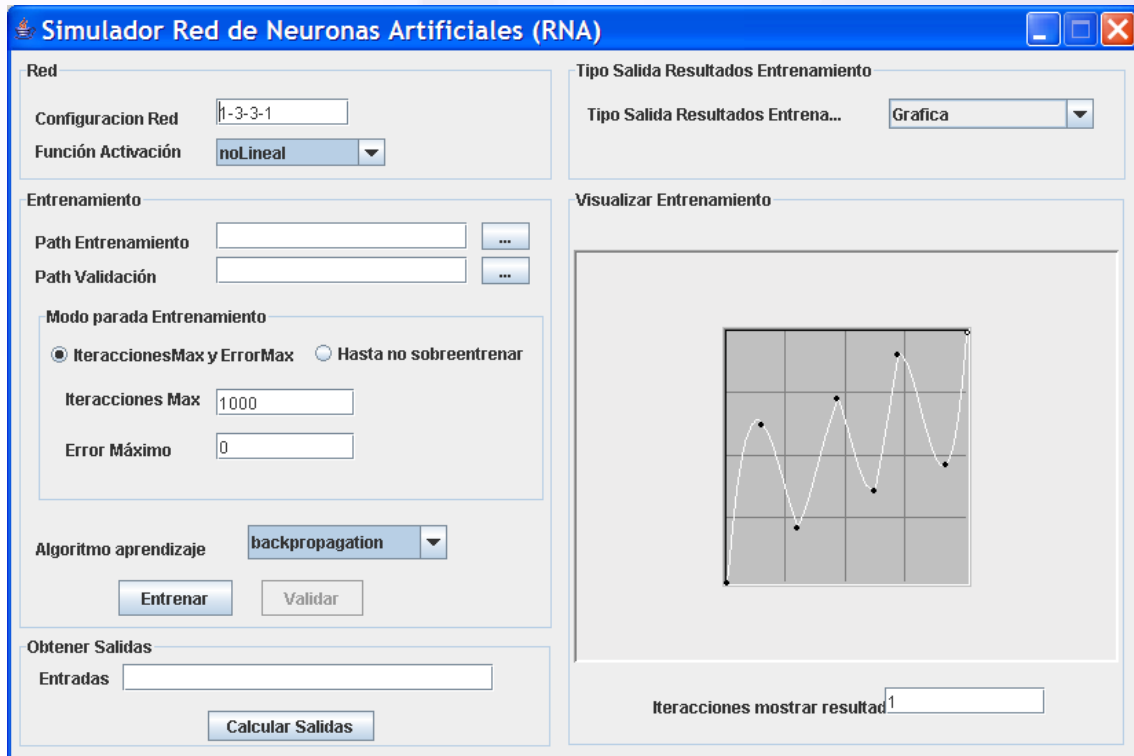 Simulador Red de Neuronas Artificiales (RNA)
Red
Configuracion Red 1-3-3-1
Función Activación noLineal
Tipo Salida Resultados Entrenamiento
Tipo Salida Resultados Entrena... Grafica
Entrenamiento
Path Entrenamiento ...
Path Validación ...
Modo parada Entrenamiento
IteraccionesMax y ErrorMax Hasta no sobreentrenar
Iteracciones Max 1000
Error Máximo 0
Algoritmo aprendizaje backpropagation
Entrenar Validar
Obtener Salidas
Entradas
Calcular Salidas
Visualizar Entrenamiento
Iteracciones mostrar resultad 1